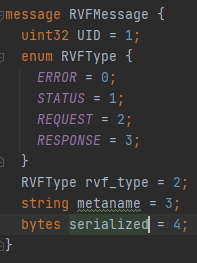 message RVFMessage {
uint32 UID = 1;
enum RVFType {
ERROR = 0;
STATUS = 1;
REQUEST = 2;
RESPONSE = 3;
}
RVFType rvf_type = 2;
string metaname = 3;
bytes serialized = 4;
}